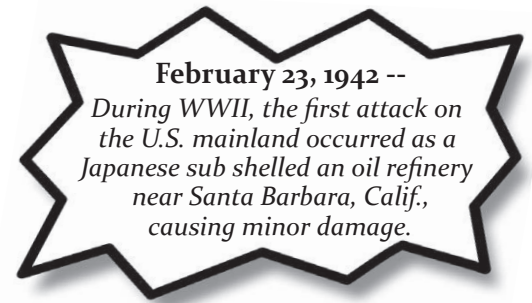 February 23, 1942 --
During WWII, the first attack on
the U.S. mainland occurred as a
Japanese sub shelled an oil refinery
near Santa Barbara, Calif.,
causing minor damage.